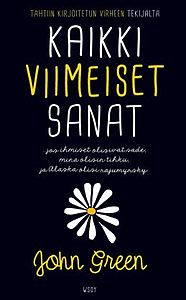 TÄHTIIN KIRJOITETUN VIRHEEN TEKIJÄLTÄ
KAIKKI
VIIMEISET
SANAT
jos ihmiset olisivat sade,
minä olisin tihku,
ja Alaska olisi rajumyrsky
John Green
WSOY